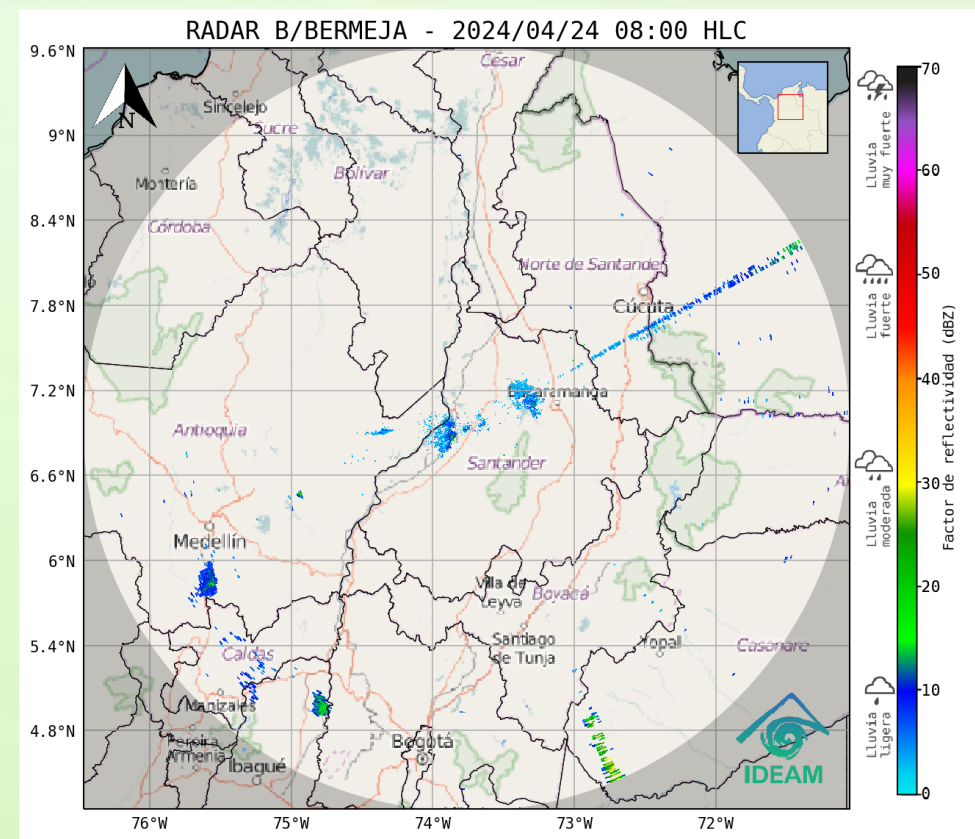 RADAR B/BERMEJA - 2024/04/24 08:00 HLC
9.6°N
9°N
8.4°N
7.8°N
7.2°N
6.6°N
6°N
5.4°N
4.8°N
76°W
75°W
74°W
73°W
72°W
N
Cesar
Sincelejo
Sucre
Bolívar
Montería
Córdoba
Norte de Santander
Cúcuta
Bucaramanga
Antioquia
Santander
Medellín
Villa de
Leyva
Boyacá
Santiago
de Tunja
Yopal
Casanare
Caldas
Manizales
Pereira
Armenia
Ibagué
Bogotá
IDEAM
Lluvia
muy fuerte
Lluvia
fuerte
Lluvia
moderada
Lluvia
ligera
70
60
50
40
30
20
10
0
Factor de reflectividad (dBZ)